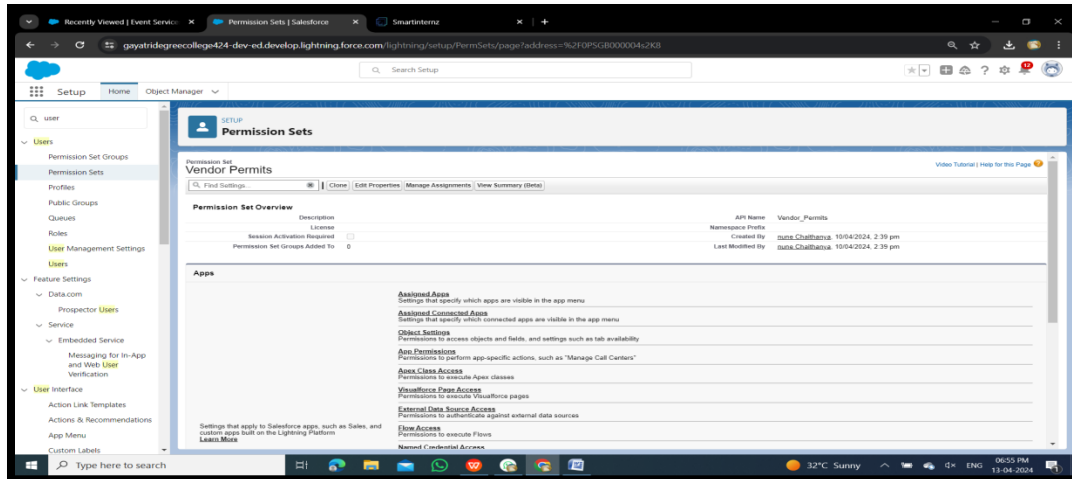 Recently Viewed | Event Service
Permission Sets | Salesforce
Smartinternz
gayatridegreecollege424-dev-ed.develop.lightning.force.com/lightning/setup/PermSets/page?address=%2F0PSGB000004s2K8
Search Setup
12
Setup
Home
Object Manager
user
Users
Permission Set Groups
Permission Sets
Profiles
Public Groups
Queues
Roles
User Management Settings
Users
Feature Settings
Data.com
Prospector Users
Service
Embedded Service
Messaging for In-App
and Web User
Verification
User Interface
Action Link Templates
Actions & Recommendations
App Menu
Custom Labels
SETUP
Permission Sets
Permission Set
Vendor Permits
Video Tutorial | Help for this Page
Find Settings...
Clone
Edit Properties
Manage Assignments
View Summary (Beta)
Permission Set Overview
Description
API Name Vendor_Permits
License
Namespace Prefix
Session Activation Required
Created By nune Chaithanya, 10/04/2024, 2:39 pm
Permission Set Groups Added To 0
Last Modified By nune Chaithanya, 10/04/2024, 2:39 pm
Apps
Settings that apply to Salesforce apps, such as Sales, and
custom apps built on the Lightning Platform
Learn More
Assigned Apps
Settings that specify which apps are visible in the app menu
Assigned Connected Apps
Settings that specify which connected apps are visible in the app menu
Object Settings
Permissions to access objects and fields, and settings such as tab availability
App Permissions
Permissions to perform app-specific actions, such as "Manage Call Centers"
Apex Class Access
Permissions to execute Apex classes
Visualforce Page Access
Permissions to execute Visualforce pages
External Data Source Access
Permissions to authenticate against external data sources
Flow Access
Permissions to execute Flows
Named Credential Access
Type here to search
32°C Sunny
ENG
06:55 PM
13-04-2024